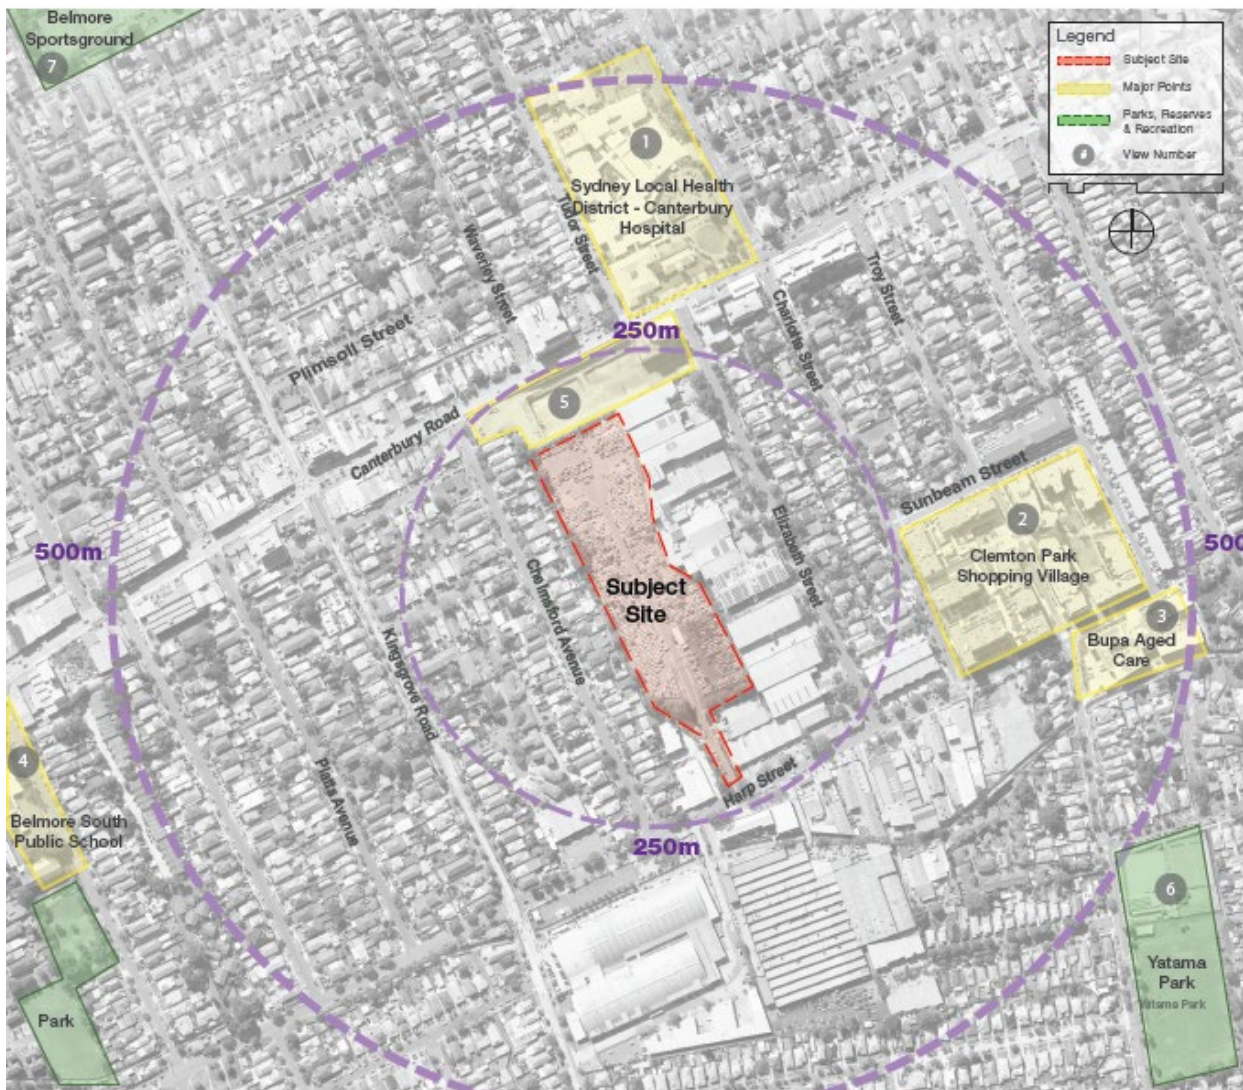 Belmore
Sportsground
7
Legend
Subject Site
Major Points
Parks, Reserves
& Recreation
#
View Number
1
Sydney Local Health
District - Canterbury
Hospital
Tudor Street
Waverley Street
Troy Street
Charlotte Street
Plimsoll Street
250m
5
Canterbury Road
Sunbeam Street
2
Clemton Park
Shopping Village
500m
500
Elizabeth Street
Chelmsford Avenue
Subject
Site
3
Bupa Aged
Care
Kingsgrove Road
4
Belmore South
Public School
Platts Avenue
Harp Street
250m
6
Yatama
Park
Yatama Park
Park